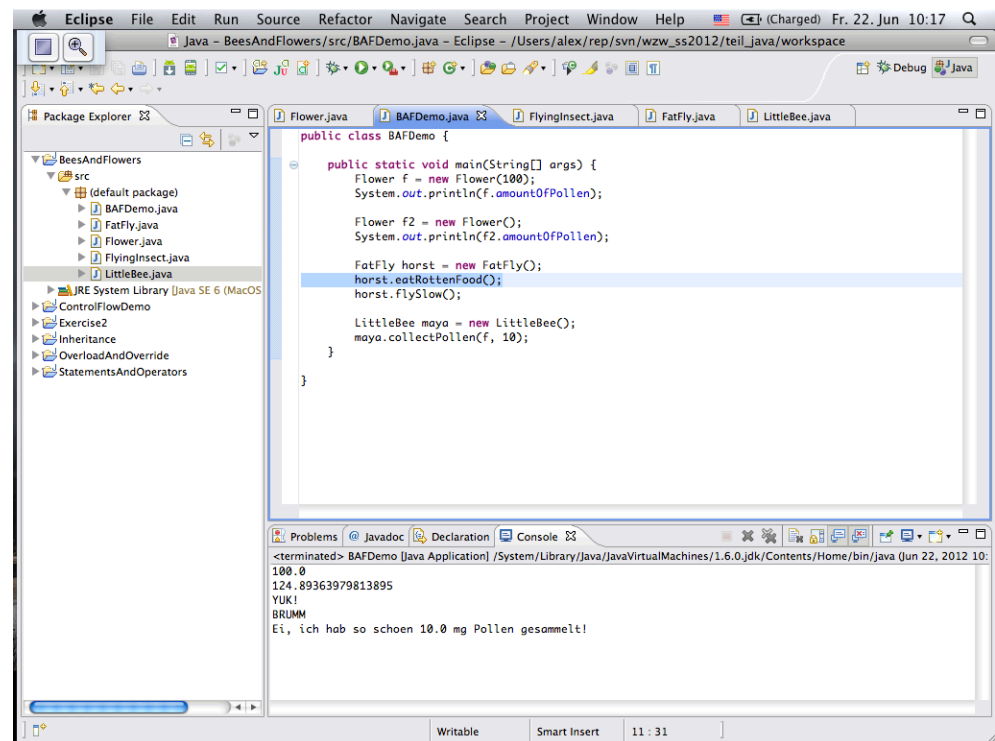 Eclipse File Edit Run Source Refactor Navigate Search Project Window Help (Charged) Fr. 22. Jun 10:17
Java – BeesAndFlowers/src/BAFDemo.java – Eclipse – /Users/alex/rep/svn/wzw_ss2012/teil_java/workspace
Debug Java
Package Explorer
BeesAndFlowers
src
(default package)
BAFDemo.java
FatFly.java
Flower.java
FlyingInsect.java
LittleBee.java
JRE System Library [Java SE 6 (MacOS
ControlFlowDemo
Exercise2
Inheritance
OverloadAndOverride
StatementsAndOperators
Flower.java BAFDemo.java FlyingInsect.java FatFly.java LittleBee.java
public class BAFDemo {
public static void main(String[] args) {
Flower f = new Flower(100);
System.out.println(f.amountOfPollen);
Flower f2 = new Flower();
System.out.println(f2.amountOfPollen);
FatFly horst = new FatFly();
horst.eatRottenFood();
horst.flySlow();
LittleBee maya = new LittleBee();
maya.collectPollen(f, 10);
}
}
Problems @ Javadoc Declaration Console
<terminated> BAFDemo [Java Application] /System/Library/Java/JavaVirtualMachines/1.6.0.jdk/Contents/Home/bin/java (Jun 22, 2012 10:
100.0
124.89363979813895
YUK!
BRUMM
Ei, ich hab so schoen 10.0 mg Pollen gesammelt!
Writable Smart Insert 11 : 31